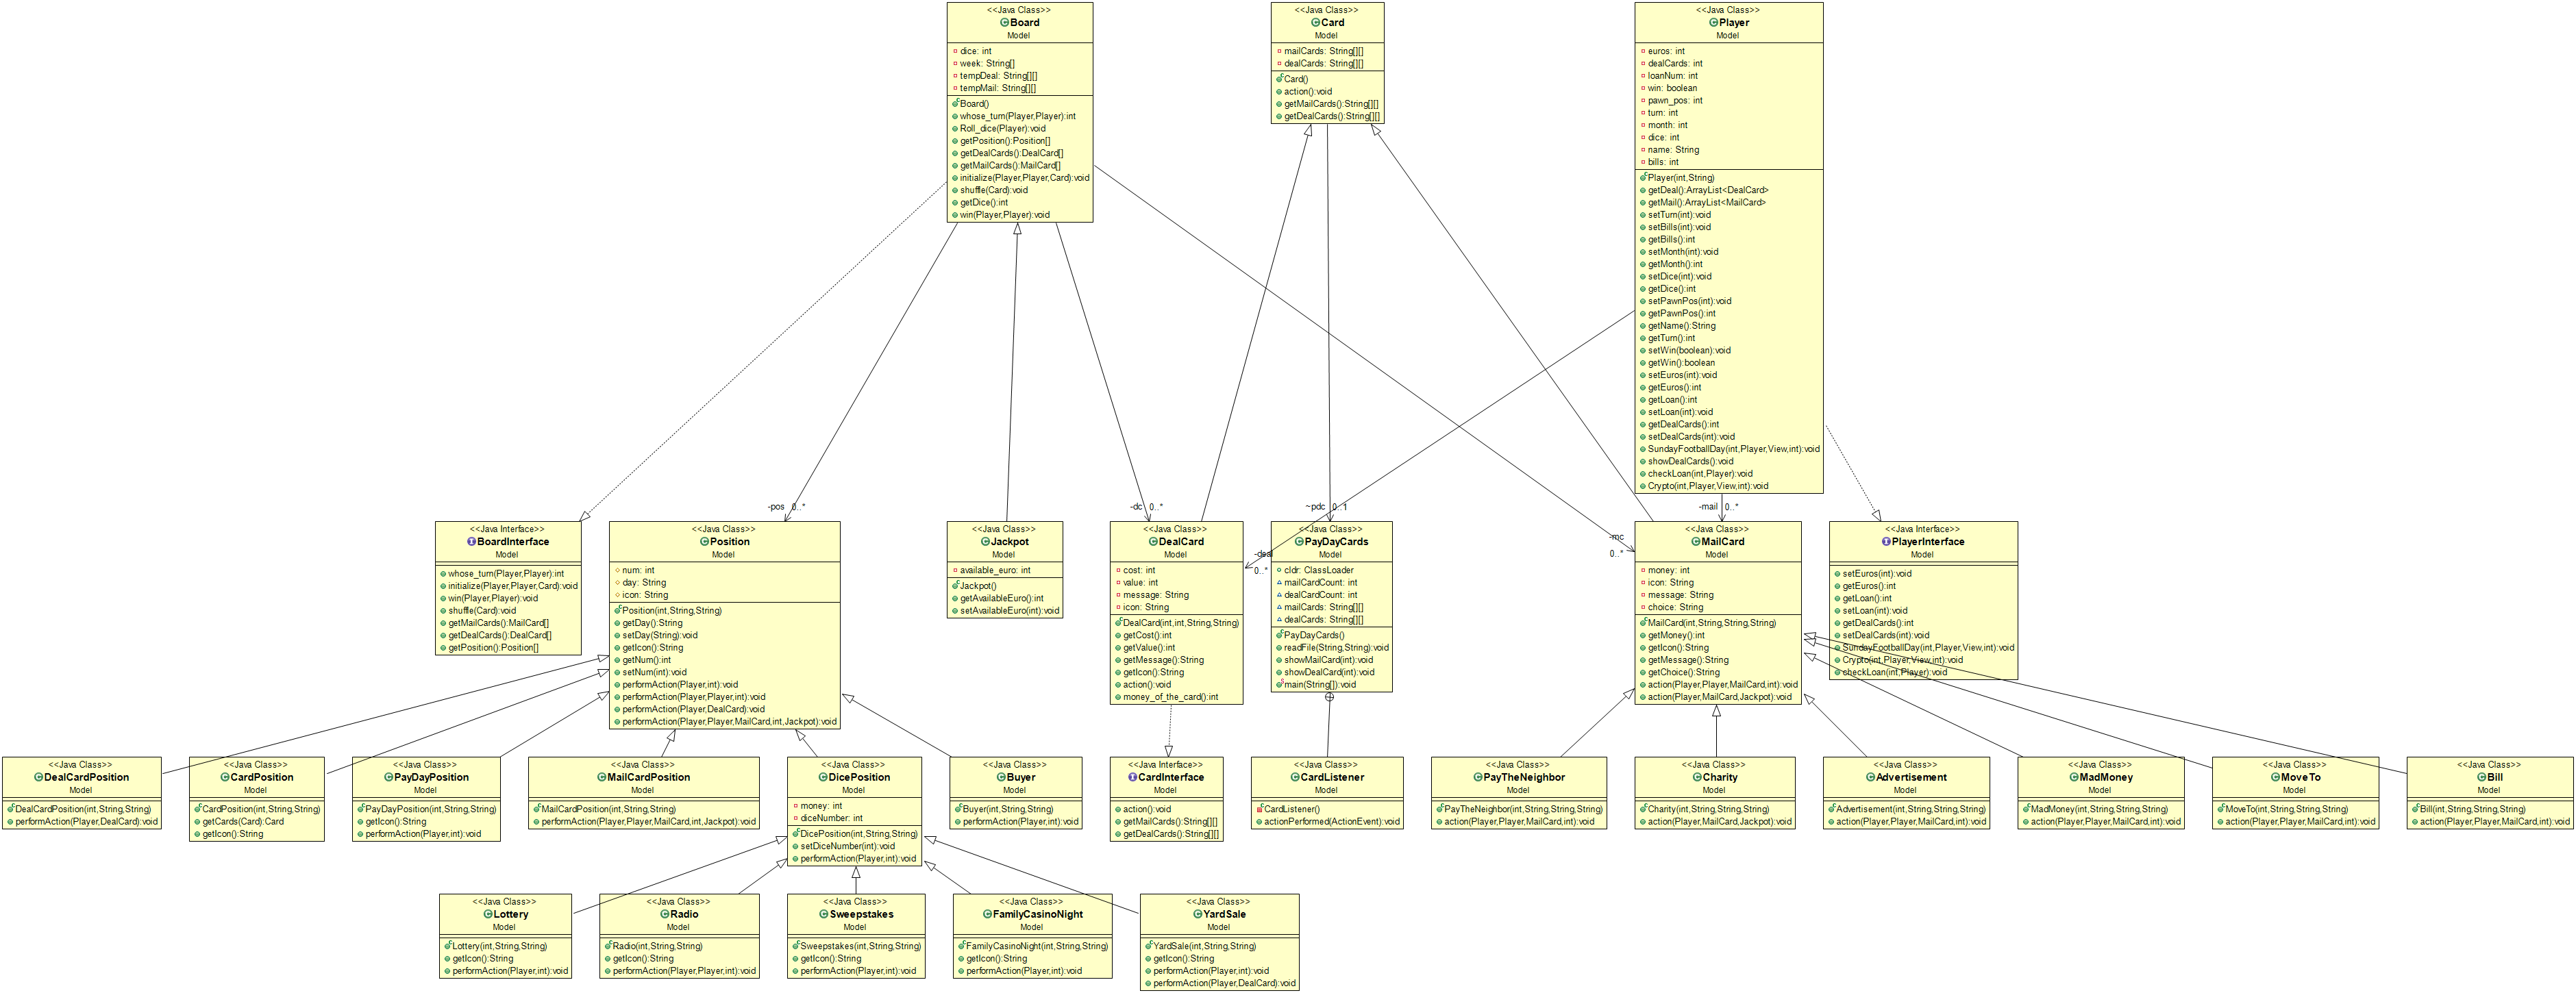 <<Java Class>>
Board
Model
dice: int
week: String[]
tempDeal: String[][]
tempMail: String[][]
Board()
whose_turn(Player,Player):int
Roll_dice(Player):void
getPosition():Position[]
getDealCards():DealCard[]
getMailCards():MailCard[]
initialize(Player,Player,Card):void
shuffle(Card):void
getDice():int
win(Player,Player):void
<<Java Class>>
Card
Model
mailCards: String[][]
dealCards: String[][]
Card()
action():void
getMailCards():String[][]
getDealCards():String[][]
<<Java Class>>
Player
Model
euros: int
dealCards: int
loanNum: int
win: boolean
pawn_pos: int
turn: int
month: int
dice: int
name: String
bills: int
Player(int,String)
getDeal():ArrayList<DealCard>
getMail():ArrayList<MailCard>
setTurn(int):void
setBills(int):void
getBills():int
setMonth(int):void
getMonth():int
setDice(int):void
getDice():int
setPawnPos(int):void
getPawnPos():int
getName():String
getTurn():int
setWin(boolean):void
getWin():boolean
setEuros(int):void
getEuros():int
getLoan():int
setLoan(int):void
getDealCards():int
setDealCards(int):void
SundayFootballDay(int,Player,View,int):void
showDealCards():void
checkLoan(int,Player):void
Crypto(int,Player,View,int):void
-pos 0..*
-dc 0..*
~pdc 0..1
-deal
0..*
-mc
0..*
-mail 0..*
<<Java Interface>>
BoardInterface
Model
whose_turn(Player,Player):int
initialize(Player,Player,Card):void
win(Player,Player):void
shuffle(Card):void
getMailCards():MailCard[]
getDealCards():DealCard[]
getPosition():Position[]
<<Java Class>>
Position
Model
num: int
day: String
icon: String
Position(int,String,String)
getDay():String
setDay(String):void
getIcon():String
getNum():int
setNum(int):void
performAction(Player,int):void
performAction(Player,Player,int):void
performAction(Player,DealCard):void
performAction(Player,Player,MailCard,int,Jackpot):void
<<Java Class>>
Jackpot
Model
available_euro: int
Jackpot()
getAvailableEuro():int
setAvailableEuro(int):void
<<Java Class>>
DealCard
Model
cost: int
value: int
message: String
icon: String
DealCard(int,int,String,String)
getCost():int
getValue():int
getMessage():String
getIcon():String
action():void
money_of_the_card():int
<<Java Class>>
PayDayCards
Model
cldr: ClassLoader
mailCardCount: int
dealCardCount: int
mailCards: String[][]
dealCards: String[][]
PayDayCards()
readFile(String,String):void
showMailCard(int):void
showDealCard(int):void
main(String[]):void
<<Java Class>>
MailCard
Model
money: int
icon: String
message: String
choice: String
MailCard(int,String,String,String)
getMoney():int
getIcon():String
getMessage():String
getChoice():String
action(Player,Player,MailCard,int):void
action(Player,MailCard,Jackpot):void
<<Java Interface>>
PlayerInterface
Model
setEuros(int):void
getEuros():int
getLoan():int
setLoan(int):void
getDealCards():int
setDealCards(int):void
SundayFootballDay(int,Player,View,int):void
Crypto(int,Player,View,int):void
checkLoan(int,Player):void
<<Java Class>>
DealCardPosition
Model
DealCardPosition(int,String,String)
performAction(Player,DealCard):void
<<Java Class>>
CardPosition
Model
CardPosition(int,String,String)
getCards(Card):Card
getIcon():String
<<Java Class>>
PayDayPosition
Model
PayDayPosition(int,String,String)
getIcon():String
performAction(Player,int):void
<<Java Class>>
MailCardPosition
Model
MailCardPosition(int,String,String)
performAction(Player,Player,MailCard,int,Jackpot):void
<<Java Class>>
DicePosition
Model
money: int
diceNumber: int
DicePosition(int,String,String)
setDiceNumber(int):void
performAction(Player,int):void
<<Java Class>>
Buyer
Model
Buyer(int,String,String)
performAction(Player,int):void
<<Java Interface>>
CardInterface
Model
action():void
getMailCards():String[][]
getDealCards():String[][]
<<Java Class>>
CardListener
Model
CardListener()
actionPerformed(ActionEvent):void
<<Java Class>>
PayTheNeighbor
Model
PayTheNeighbor(int,String,String,String)
action(Player,Player,MailCard,int):void
<<Java Class>>
Charity
Model
Charity(int,String,String,String)
action(Player,MailCard,Jackpot):void
<<Java Class>>
Advertisement
Model
Advertisement(int,String,String,String)
action(Player,Player,MailCard,int):void
<<Java Class>>
MadMoney
Model
MadMoney(int,String,String,String)
action(Player,Player,MailCard,int):void
<<Java Class>>
MoveTo
Model
MoveTo(int,String,String,String)
action(Player,Player,MailCard,int):void
<<Java Class>>
Bill
Model
Bill(int,String,String,String)
action(Player,Player,MailCard,int):void
<<Java Class>>
Lottery
Model
Lottery(int,String,String)
getIcon():String
performAction(Player,int):void
<<Java Class>>
Radio
Model
Radio(int,String,String)
getIcon():String
performAction(Player,Player,int):void
<<Java Class>>
Sweepstakes
Model
Sweepstakes(int,String,String)
getIcon():String
performAction(Player,int):void
<<Java Class>>
FamilyCasinoNight
Model
FamilyCasinoNight(int,String,String)
getIcon():String
performAction(Player,int):void
<<Java Class>>
YardSale
Model
YardSale(int,String,String)
getIcon():String
performAction(Player,int):void
performAction(Player,DealCard):void